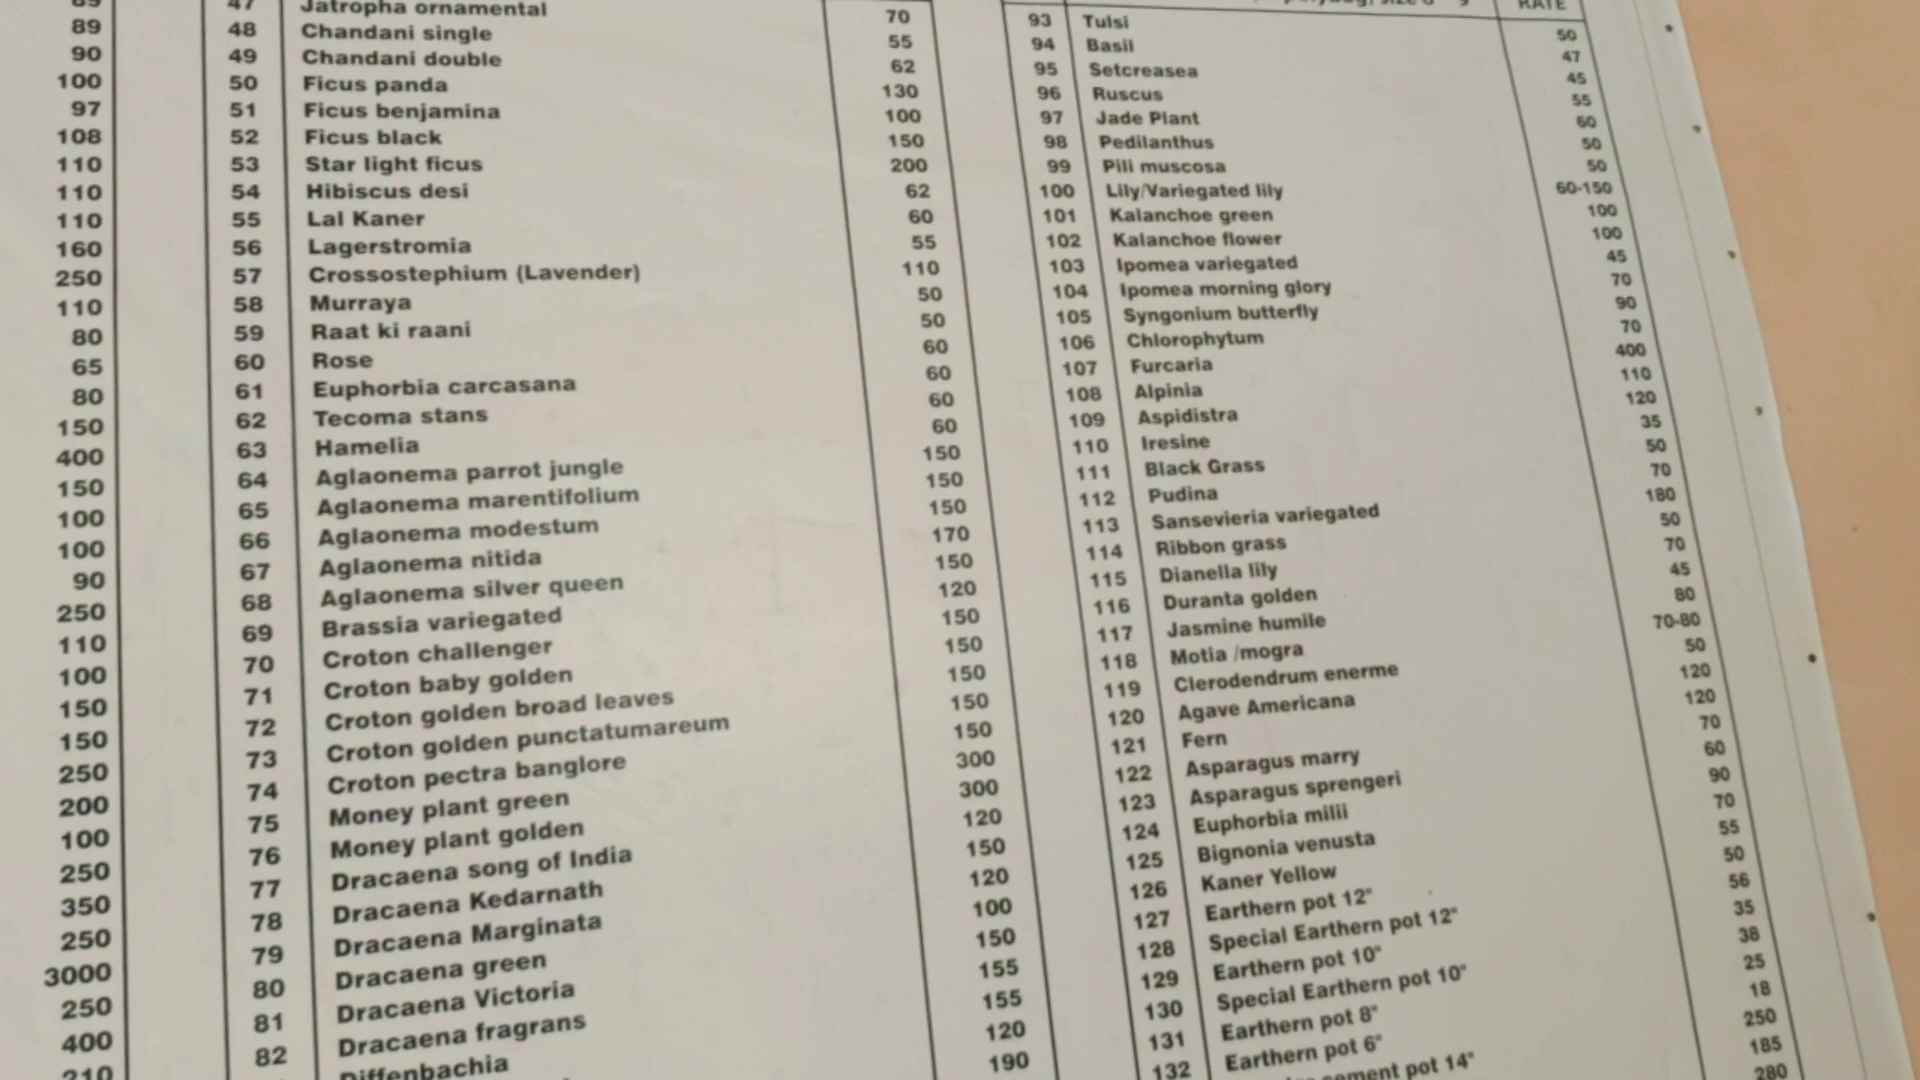 89
90
100
97
108
110
110
110
160
250
110
80
65
80
150
400
150
100
100
90
250
110
100
150
150
250
200
100
250
350
250
3000
250
400
210
47 Jatropha ornamental 70
48 Chandani single 55
49 Chandani double 62
50 Ficus panda 130
51 Ficus benjamina 100
52 Ficus black 150
53 Star light ficus 200
54 Hibiscus desi 62
55 Lal Kaner 60
56 Lagerstromia 55
57 Crossostephium (Lavender) 110
58 Murraya 50
59 Raat ki raani 50
60 Rose 60
61 Euphorbia carcasana 60
62 Tecoma stans 60
63 Hamelia 60
64 Aglaonema parrot jungle 150
65 Aglaonema marentifolium 150
66 Aglaonema modestum 150
67 Aglaonema nitida 170
68 Aglaonema silver queen 150
69 Brassia variegated 120
70 Croton challenger 150
71 Croton baby golden 150
72 Croton golden broad leaves 150
73 Croton golden punctatumareum 150
74 Croton pectra banglore 150
75 Money plant green 300
76 Money plant golden 300
77 Dracaena song of India 120
78 Dracaena Kedarnath 150
79 Dracaena Marginata 120
80 Dracaena green 100
81 Dracaena Victoria 150
82 Dracaena fragrans 155
Diffenbachia 155
120
190
RATE
93 Tulsi 50
94 Basil 47
95 Setcreasea 45
96 Ruscus 55
97 Jade Plant 60
98 Pedilanthus 50
99 Pili muscosa 50
100 Lily/Variegated lily 60-150
101 Kalanchoe green 100
102 Kalanchoe flower 100
103 Ipomea variegated 45
104 Ipomea morning glory 70
105 Syngonium butterfly 90
106 Chlorophytum 70
107 Furcaria 400
108 Alpinia 110
109 Aspidistra 120
110 Iresine 35
111 Black Grass 50
112 Pudina 70
113 Sansevieria variegated 180
114 Ribbon grass 50
115 Dianella lily 70
116 Duranta golden 45
117 Jasmine humile 80
118 Motia /mogra 70-80
119 Clerodendrum enerme 50
120 Agave Americana 120
121 Fern 120
122 Asparagus marry 70
123 Asparagus sprengeri 60
124 Euphorbia milii 90
125 Bignonia venusta 70
126 Kaner Yellow 55
127 Earthern pot 12" 50
128 Special Earthern pot 12" 56
129 Earthern pot 10" 35
130 Special Earthern pot 10" 38
131 Earthern pot 8" 25
132 Earthern pot 6" 18
cement pot 14" 250
185
280